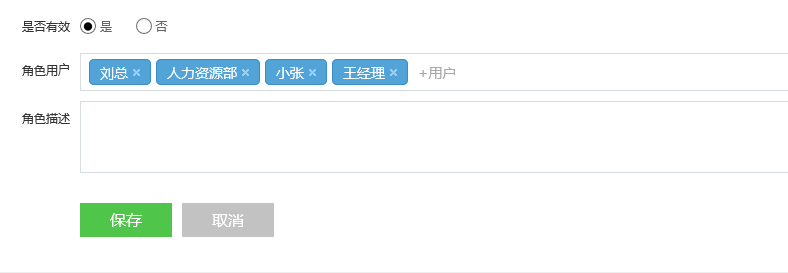 是否有效 是 否
角色用户 刘总 × 人力资源部 × 小张 × 王经理 × +用户
角色描述
保存 取消